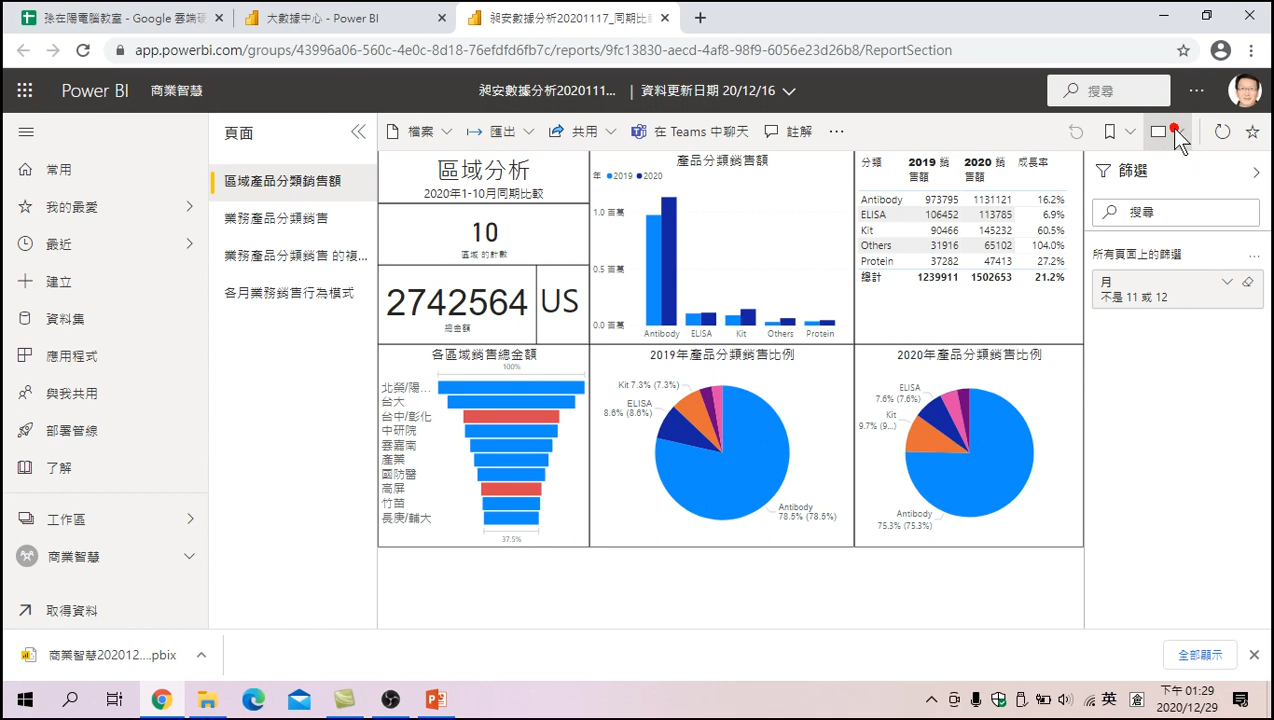 孫在陽電腦教室 - Google 雲端硬
大數據中心 - Power BI
昶安數據分析20201117_同期比
app.powerbi.com/groups/43996a06-560c-4e0c-8d18-76efdfd6fb7c/reports/9fc13830-aecd-4af8-98f9-6056e23d26b8/ReportSection
Power BI 商業智慧
昶安數據分析2020111... | 資料更新日期 20/12/16
搜尋
頁面
檔案 匯出 共用 在 Teams 中聊天 註解
常用
我的最愛
最近
建立
資料集
應用程式
與我共用
部署管線
了解
工作區
商業智慧
取得資料
區域產品分類銷售額
業務產品分類銷售
業務產品分類銷售 的複...
各月業務銷售行為模式
區域分析
2020年1-10月同期比較
10
區域 的計數
2742564
總金額
US
產品分類銷售額
年 2019 2020
1.0 百萬
0.5 百萬
0.0 百萬
Antibody ELISA Kit Others Protein
分類 2019 銷售額 2020 銷售額 成長率
Antibody 973795 1131121 16.2%
ELISA 106452 113785 6.9%
Kit 90466 145232 60.5%
Others 31916 65102 104.0%
Protein 37282 47413 27.2%
總計 1239911 1502653 21.2%
各區域銷售總金額
100%
北榮/陽...
台大
台中/彰化
中研院
雲嘉南
產業
國防醫
高屏
竹苗
長庚/輔大
37.5%
2019年產品分類銷售比例
Kit 7.3% (7.3%)
ELISA
8.6% (8.6%)
Antibody
78.5% (78.5%)
2020年產品分類銷售比例
ELISA
7.6% (7.6%)
Kit
9.7% (9...)
Antibody
75.3% (75.3%)
篩選
搜尋
所有頁面上的篩選
月
不是 11 或 12
商業智慧202012....pbix
全部顯示
英
倉
下午 01:29
2020/12/29